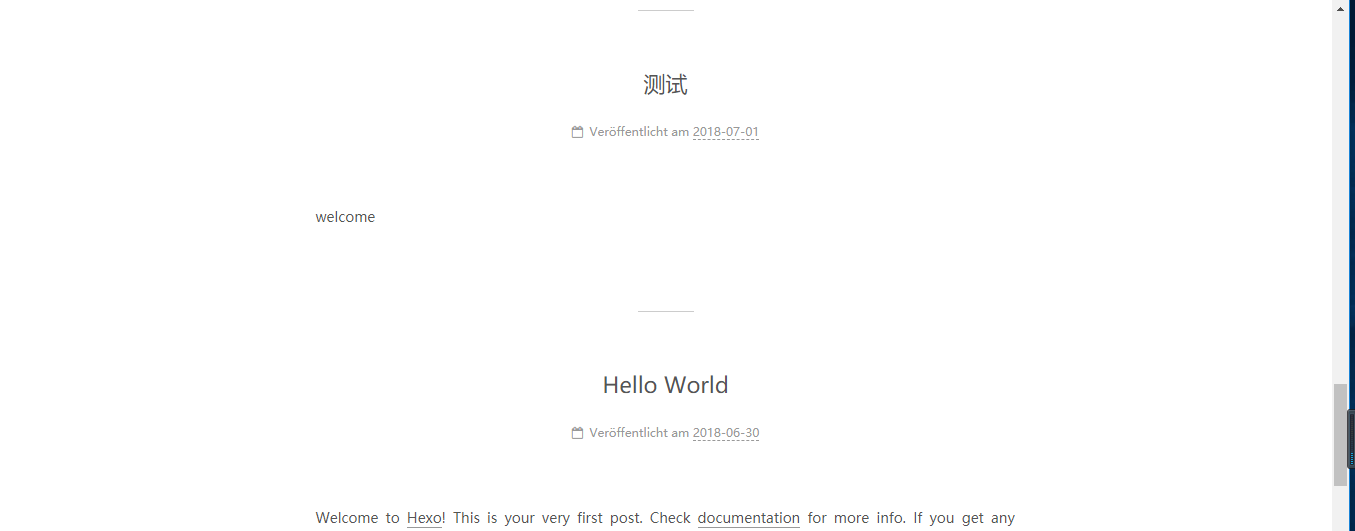 测试
Veröffentlicht am 2018-07-01
welcome
Hello World
Veröffentlicht am 2018-06-30
Welcome to Hexo! This is your very first post. Check documentation for more info. If you get any